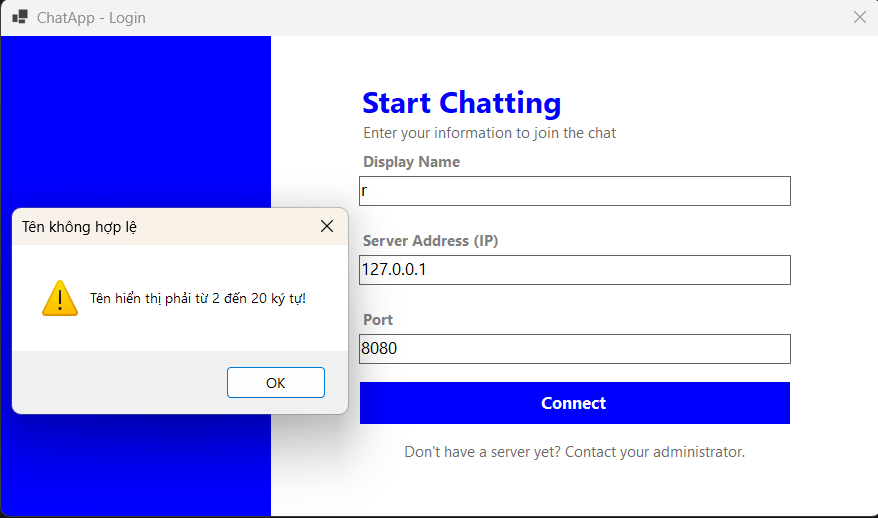 ChatApp - Login
Start Chatting
Enter your information to join the chat
Display Name
r
Server Address (IP)
127.0.0.1
Port
8080
Connect
Don't have a server yet? Contact your administrator.
Tên không hợp lệ
Tên hiển thị phải từ 2 đến 20 ký tự!
OK